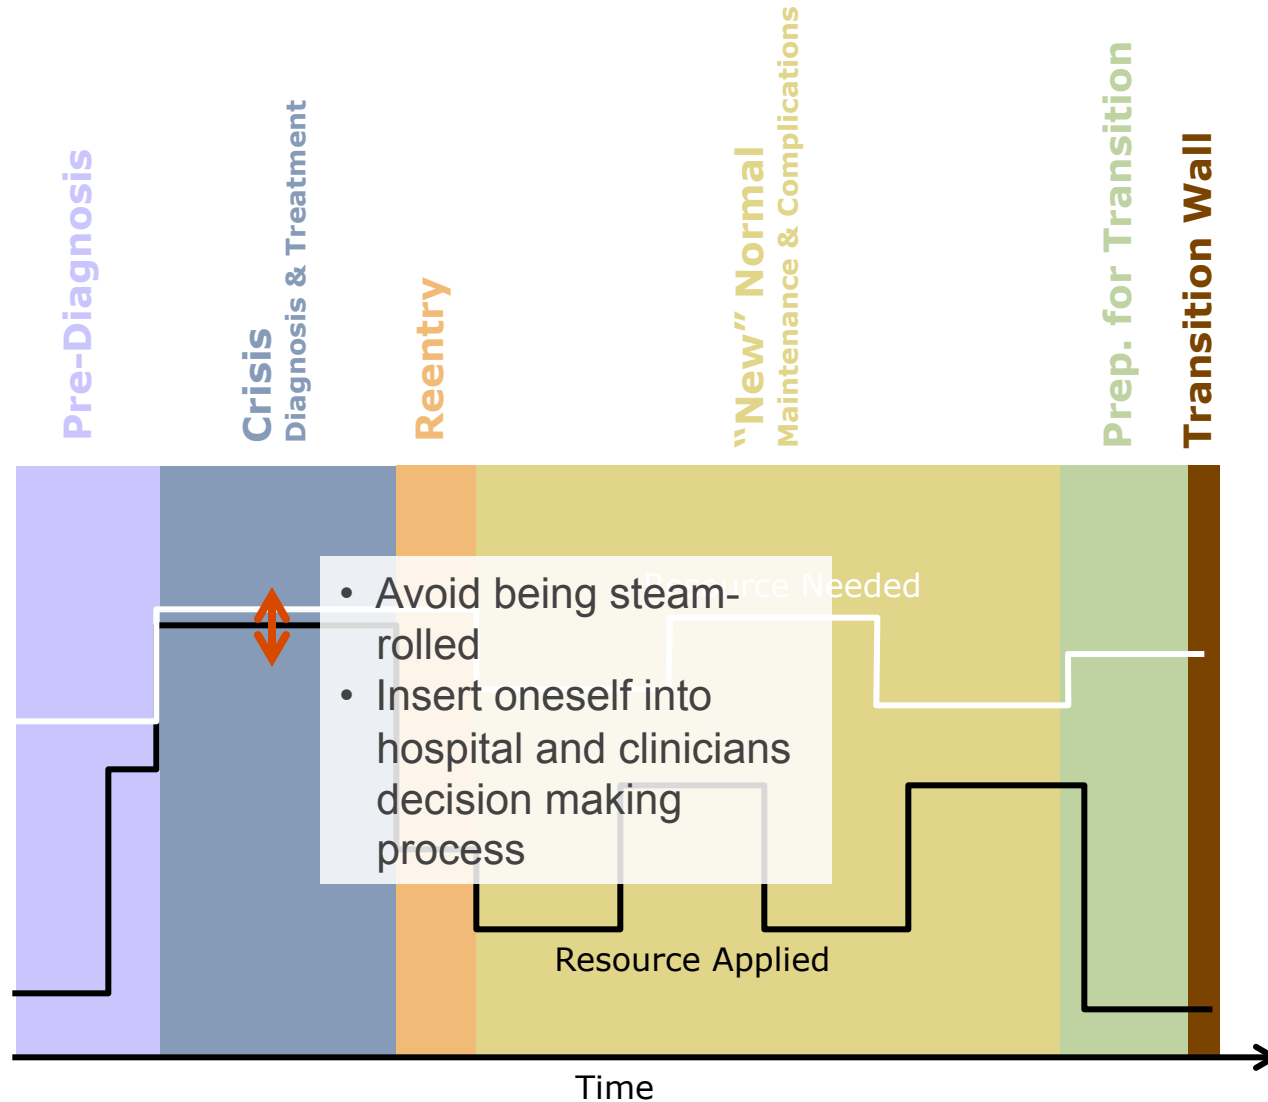 Pre-Diagnosis
Crisis
Diagnosis & Treatment
Reentry
“New” Normal
Maintenance & Complications
Prep. for Transition
Transition Wall
Resource Needed
• Avoid being steam-
rolled
• Insert oneself into
hospital and clinicians
decision making
process
Resource Applied
Time